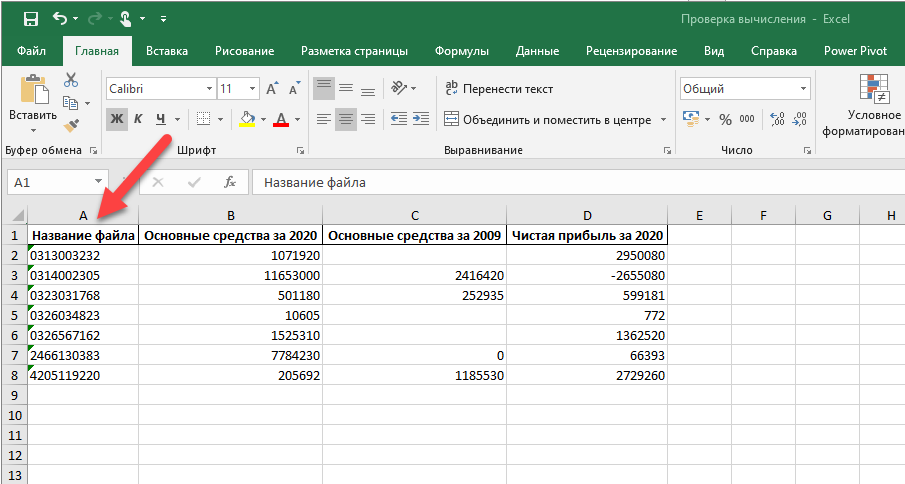 Проверка вычисления - Excel
Файл Главная Вставка Рисование Разметка страницы Формулы Данные Рецензирование Вид Справка Power Pivot
Вставить
Calibri 11
Ж К Ч А
Перенести текст
Объединить и поместить в центре
Общий
% 000
Условное
форматирован
Буфер обмена Шрифт Выравнивание Число
A1 fx Название файла
A B C D E F G H
1 Название файла Основные средства за 2020 Основные средства за 2009 Чистая прибыль за 2020
2 0313003232 1071920 2950080
3 0314002305 11653000 2416420 -2655080
4 0323031768 501180 252935 599181
5 0326034823 10605 772
6 0326567162 1525310 1362520
7 2466130383 7784230 0 66393
8 4205119220 205692 1185530 2729260
9
10
11
12
13